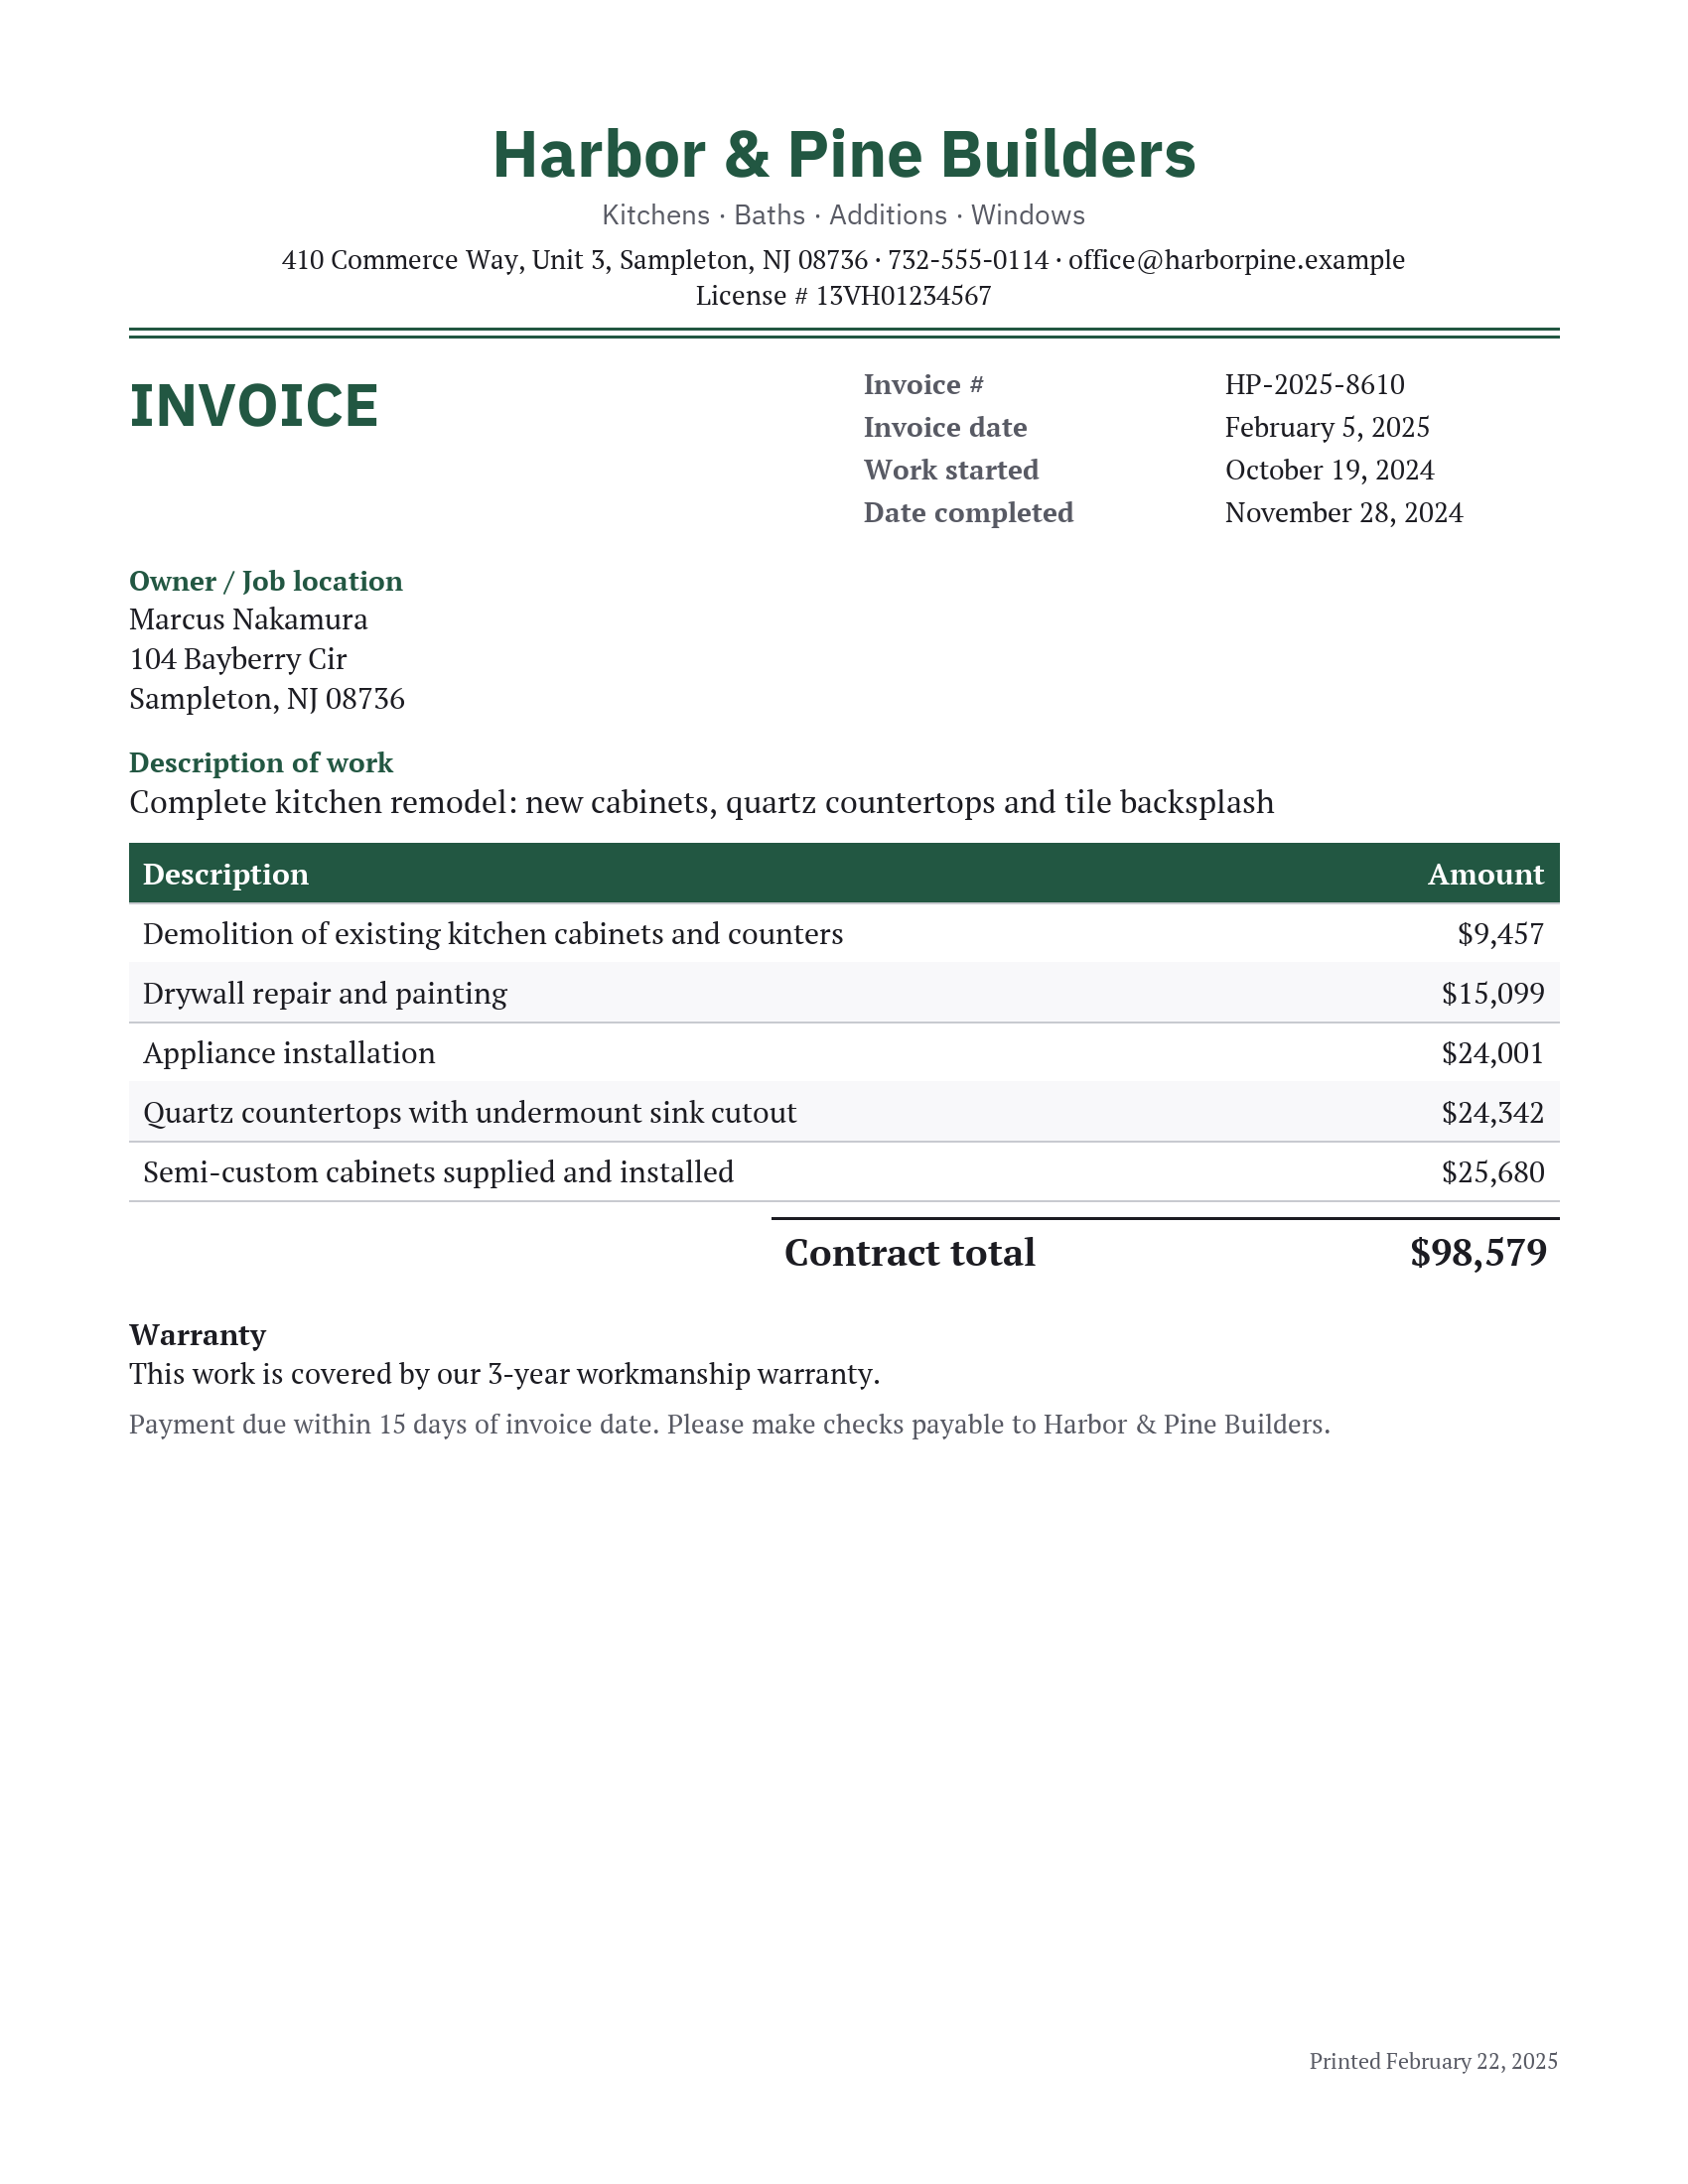 Harbor & Pine Builders
Kitchens · Baths · Additions · Windows
410 Commerce Way, Unit 3, Sampleton, NJ 08736 · 732-555-0114 · office@harborpine.example
License # 13VH01234567
INVOICE
Invoice # HP-2025-8610
Invoice date February 5, 2025
Work started October 19, 2024
Date completed November 28, 2024
Owner / Job location
Marcus Nakamura
104 Bayberry Cir
Sampleton, NJ 08736
Description of work
Complete kitchen remodel: new cabinets, quartz countertops and tile backsplash
Description Amount
Demolition of existing kitchen cabinets and counters $9,457
Drywall repair and painting $15,099
Appliance installation $24,001
Quartz countertops with undermount sink cutout $24,342
Semi-custom cabinets supplied and installed $25,680
Contract total $98,579
Warranty
This work is covered by our 3-year workmanship warranty.
Payment due within 15 days of invoice date. Please make checks payable to Harbor & Pine Builders.
Printed February 22, 2025